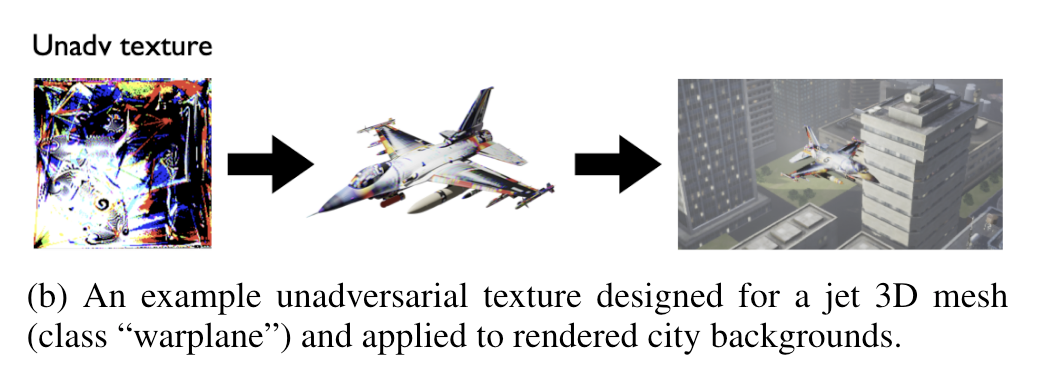 Unadv texture
(b) An example unadversarial texture designed for a jet 3D mesh
(class “warplane”) and applied to rendered city backgrounds.